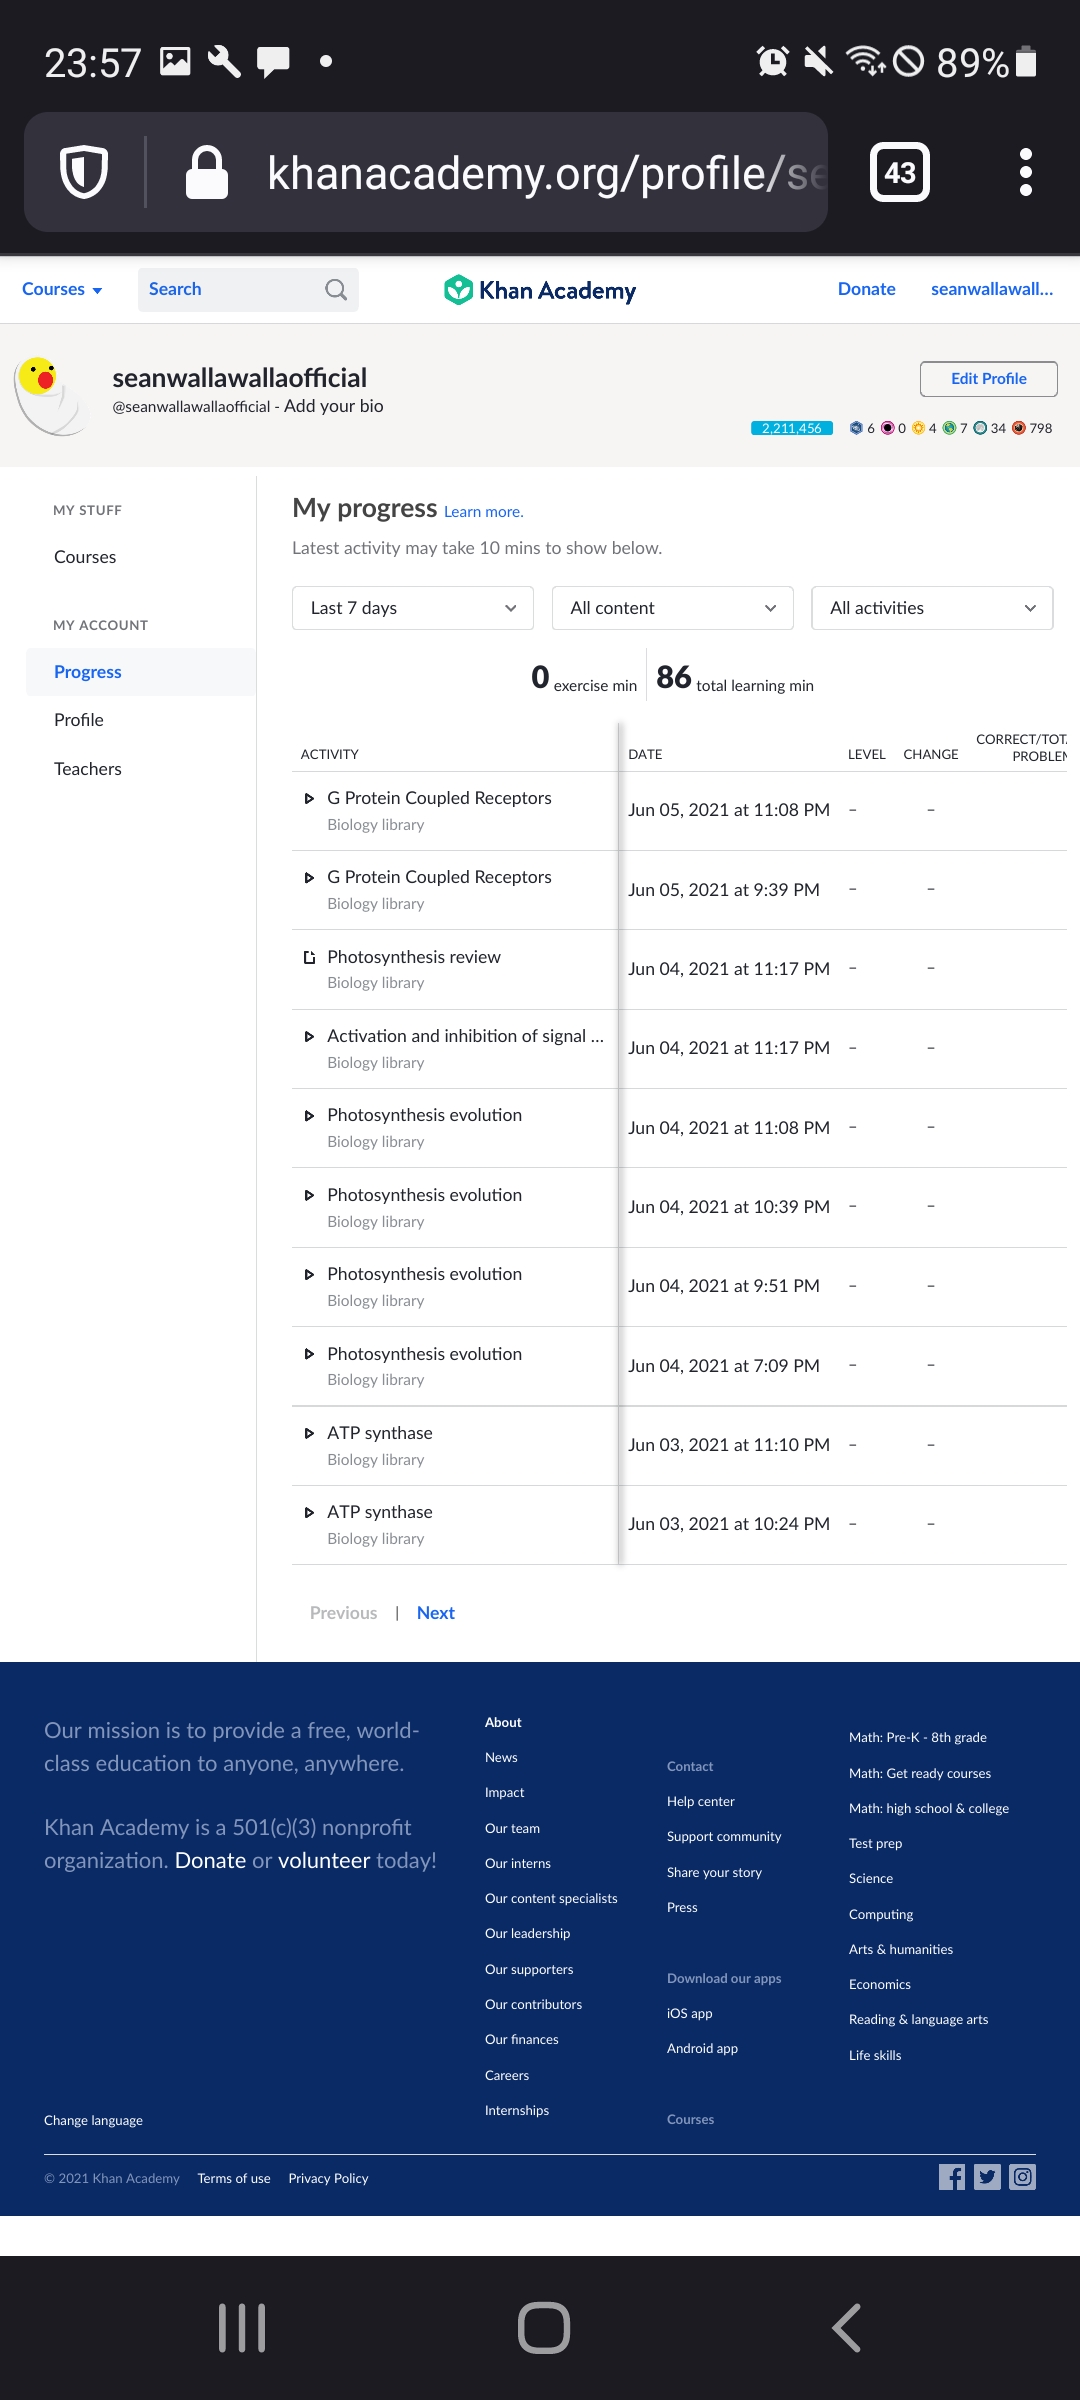 23:57
89%
khanacademy.org/profile/se
43
Courses
Search
Khan Academy
Donate
seanwallawall...
seanwallawallaofficial
@seanwallawallaofficial - Add your bio
Edit Profile
2,211,456 6 0 4 7 34 798
MY STUFF
Courses
MY ACCOUNT
Progress
Profile
Teachers
My progress Learn more.
Latest activity may take 10 mins to show below.
Last 7 days
All content
All activities
0 exercise min 86 total learning min
ACTIVITY DATE LEVEL CHANGE CORRECT/TOTA
PROBLEM
G Protein Coupled Receptors
Biology library
Jun 05, 2021 at 11:08 PM – –
G Protein Coupled Receptors
Biology library
Jun 05, 2021 at 9:39 PM – –
Photosynthesis review
Biology library
Jun 04, 2021 at 11:17 PM – –
Activation and inhibition of signal ...
Biology library
Jun 04, 2021 at 11:17 PM – –
Photosynthesis evolution
Biology library
Jun 04, 2021 at 11:08 PM – –
Photosynthesis evolution
Biology library
Jun 04, 2021 at 10:39 PM – –
Photosynthesis evolution
Biology library
Jun 04, 2021 at 9:51 PM – –
Photosynthesis evolution
Biology library
Jun 04, 2021 at 7:09 PM – –
ATP synthase
Biology library
Jun 03, 2021 at 11:10 PM – –
ATP synthase
Biology library
Jun 03, 2021 at 10:24 PM – –
Previous | Next
Our mission is to provide a free, world-
class education to anyone, anywhere.
Khan Academy is a 501(c)(3) nonprofit
organization. Donate or volunteer today!
About
News
Impact
Our team
Our interns
Our content specialists
Our leadership
Our supporters
Our contributors
Our finances
Careers
Internships
Contact
Help center
Support community
Share your story
Press
Download our apps
iOS app
Android app
Courses
Math: Pre-K - 8th grade
Math: Get ready courses
Math: high school & college
Test prep
Science
Computing
Arts & humanities
Economics
Reading & language arts
Life skills
Change language
© 2021 Khan Academy Terms of use Privacy Policy